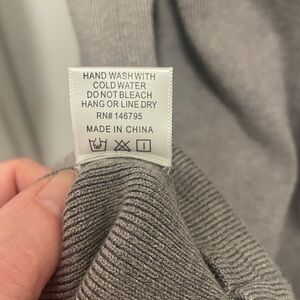 HAND WASH WITH
COLD WATER
DO NOT BLEACH
HANG OR LINE DRY
RN# 146795
MADE IN CHINA